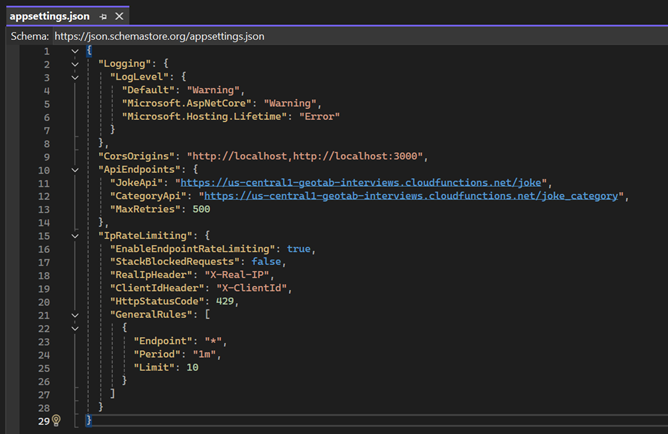 appsettings.json
Schema: https://json.schemastore.org/appsettings.json
1 {
2 "Logging": {
3 "LogLevel": {
4 "Default": "Warning",
5 "Microsoft.AspNetCore": "Warning",
6 "Microsoft.Hosting.Lifetime": "Error"
7 }
8 },
9 "CorsOrigins": "http://localhost,http://localhost:3000",
10 "ApiEndpoints": {
11 "JokeApi": "https://us-central1-geotab-interviews.cloudfunctions.net/joke",
12 "CategoryApi": "https://us-central1-geotab-interviews.cloudfunctions.net/joke_category",
13 "MaxRetries": 500
14 },
15 "IpRateLimiting": {
16 "EnableEndpointRateLimiting": true,
17 "StackBlockedRequests": false,
18 "RealIpHeader": "X-Real-IP",
19 "ClientIdHeader": "X-ClientId",
20 "HttpStatusCode": 429,
21 "GeneralRules": [
22 {
23 "Endpoint": "*",
24 "Period": "1m",
25 "Limit": 10
26 }
27 ]
28 }
29 }